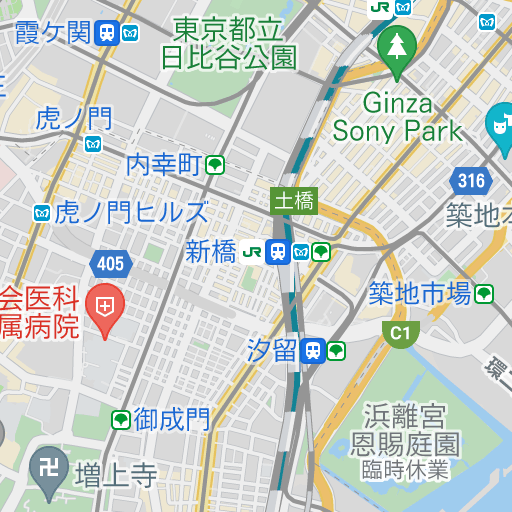 JR
霞ケ関
東京都立
日比谷公園
Ginza
Sony Park
虎ノ門
内幸町
316
土橋
虎ノ門ヒルズ
築地本
新橋
JR
405
会医科
属病院
築地市場
C1
汐留
環二
浜離宮
恩賜庭園
臨時休業
御成門
増上寺